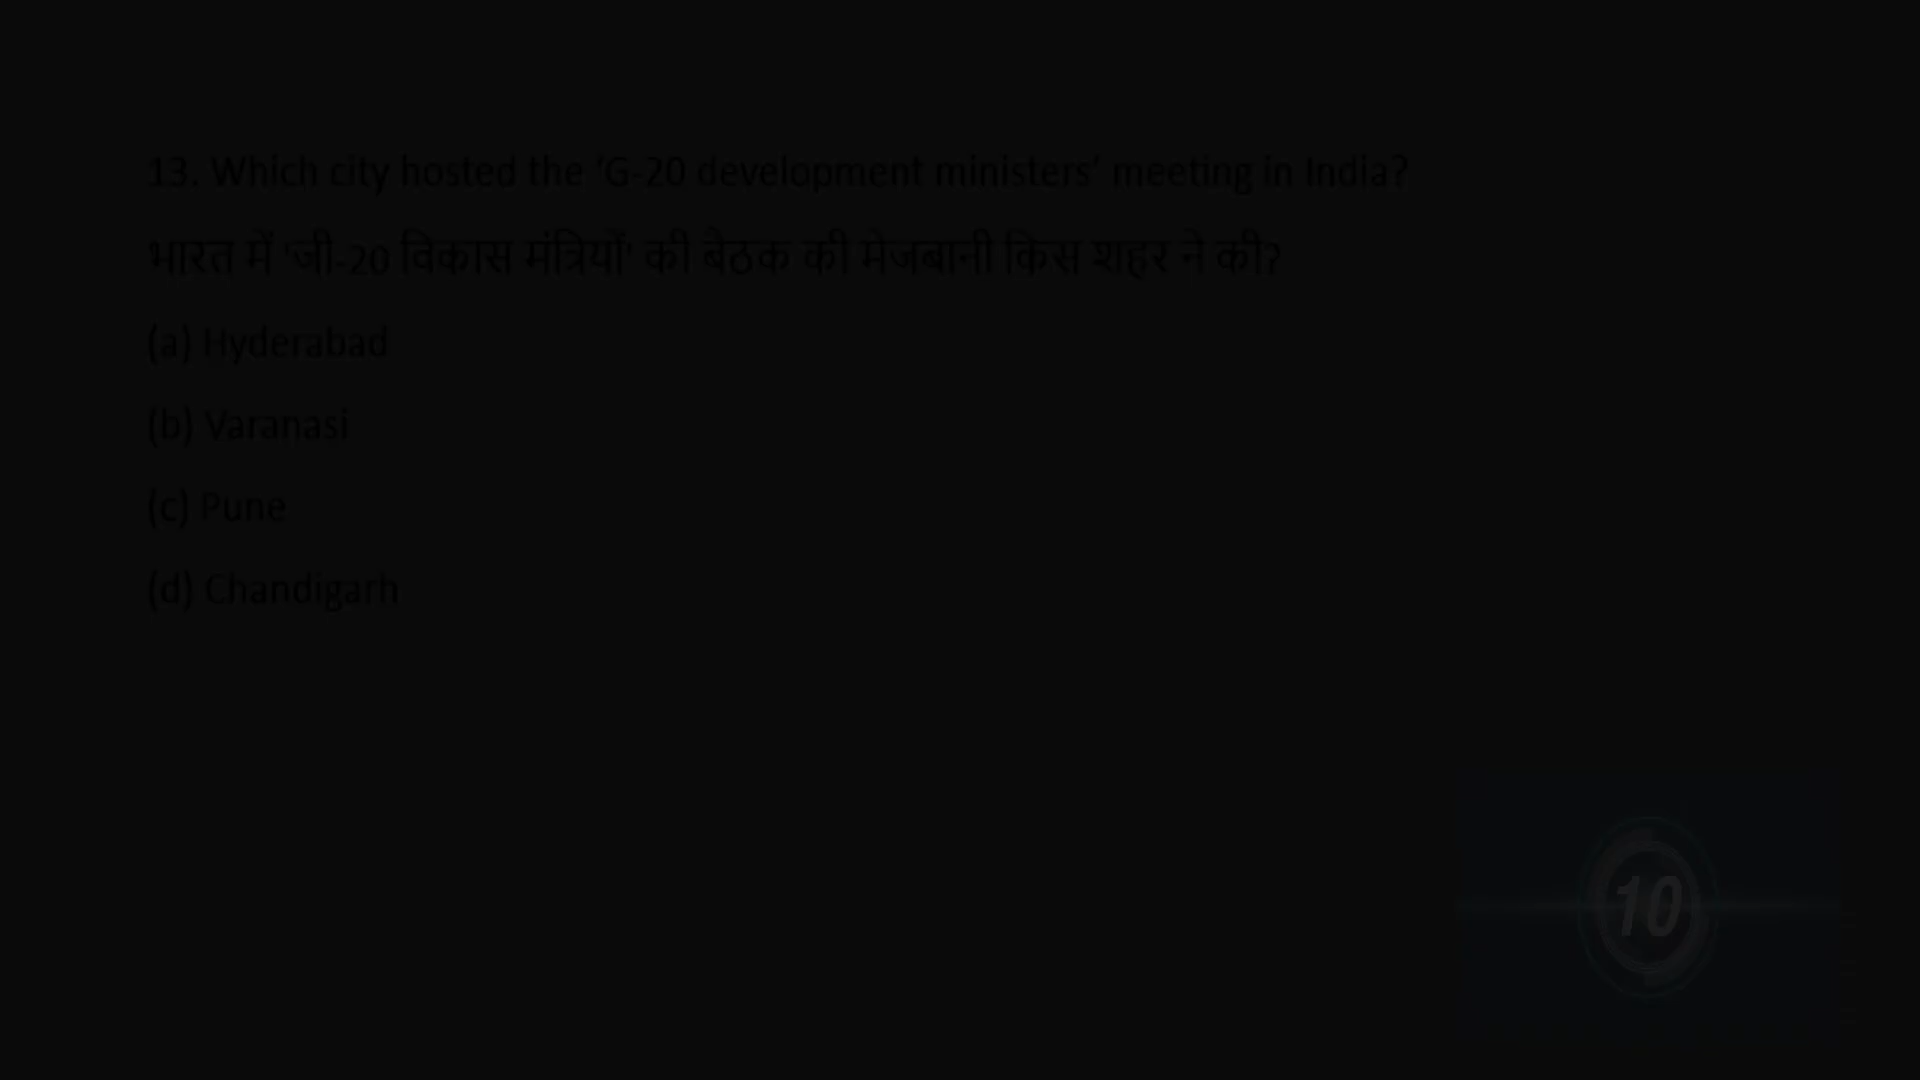 13. Which city hosted the 'G-20 development ministers' meeting in India?
भारत में 'जी-20 विकास मंत्रियों' की बेठक की मेजबानी किस शहर ने की?
(a) Hyderabad
(b) Varanasi
(c) Pune
(d) Chandigarh
10